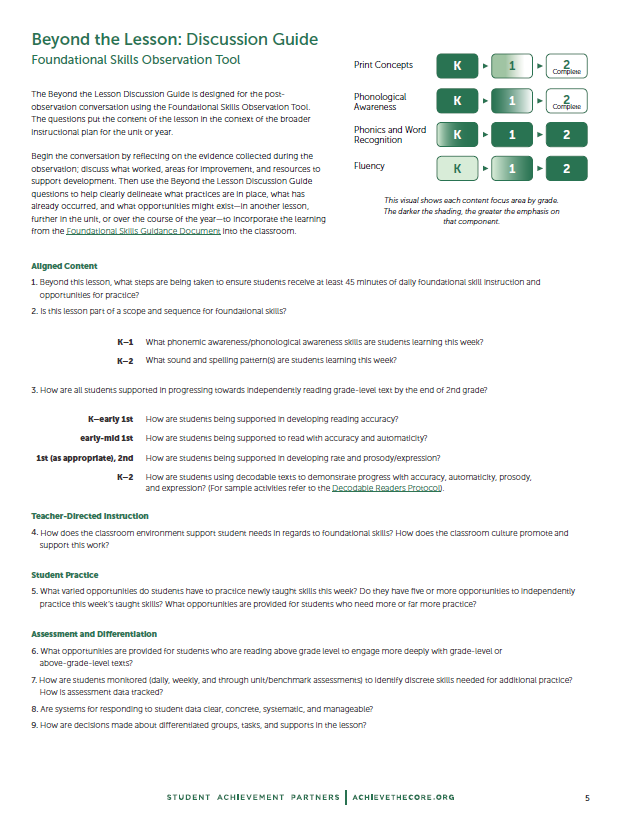 Beyond the Lesson: Discussion Guide
Foundational Skills Observation Tool
The Beyond the Lesson Discussion Guide is designed for the post-
observation conversation using the Foundational Skills Observation Tool.
The questions put the content of the lesson in the context of the broader
instructional plan for the unit or year.
Begin the conversation by reflecting on the evidence collected during the
observation; discuss what worked, areas for improvement, and resources to
support development. Then use the Beyond the Lesson Discussion Guide
questions to help clearly delineate what practices are in place, what has
already occurred, and what opportunities might exist—in another lesson,
further in the unit, or over the course of the year—to incorporate the learning
from the Foundational Skills Guidance Document into the classroom.
Print Concepts K 1 2 Complete
Phonological Awareness K 1 2 Complete
Phonics and Word Recognition K 1 2
Fluency K 1 2
This visual shows each content focus area by grade.
The darker the shading, the greater the emphasis on
that component.
Aligned Content
1. Beyond this lesson, what steps are being taken to ensure students receive at least 45 minutes of daily foundational skill instruction and
opportunities for practice?
2. Is this lesson part of a scope and sequence for foundational skills?
K–1 What phonemic awareness/phonological awareness skills are students learning this week?
K–2 What sound and spelling pattern(s) are students learning this week?
3. How are all students supported in progressing towards independently reading grade-level text by the end of 2nd grade?
K–early 1st How are students being supported in developing reading accuracy?
early-mid 1st How are students being supported to read with accuracy and automaticity?
1st (as appropriate), 2nd How are students being supported in developing rate and prosody/expression?
K–2 How are students using decodable texts to demonstrate progress with accuracy, automaticity, prosody,
and expression? (For sample activities refer to the Decodable Readers Protocol).
Teacher-Directed Instruction
4. How does the classroom environment support student needs in regards to foundational skills? How does the classroom culture promote and
support this work?
Student Practice
5. What varied opportunities do students have to practice newly taught skills this week? Do they have five or more opportunities to independently
practice this week's taught skills? What opportunities are provided for students who need more or far more practice?
Assessment and Differentiation
6. What opportunities are provided for students who are reading above grade level to engage more deeply with grade-level or
above-grade-level texts?
7. How are students monitored (daily, weekly, and through unit/benchmark assessments) to identify discrete skills needed for additional practice?
How is assessment data tracked?
8. Are systems for responding to student data clear, concrete, systematic, and manageable?
9. How are decisions made about differentiated groups, tasks, and supports in the lesson?
STUDENT ACHIEVEMENT PARTNERS | ACHIEVETHECORE.ORG
5